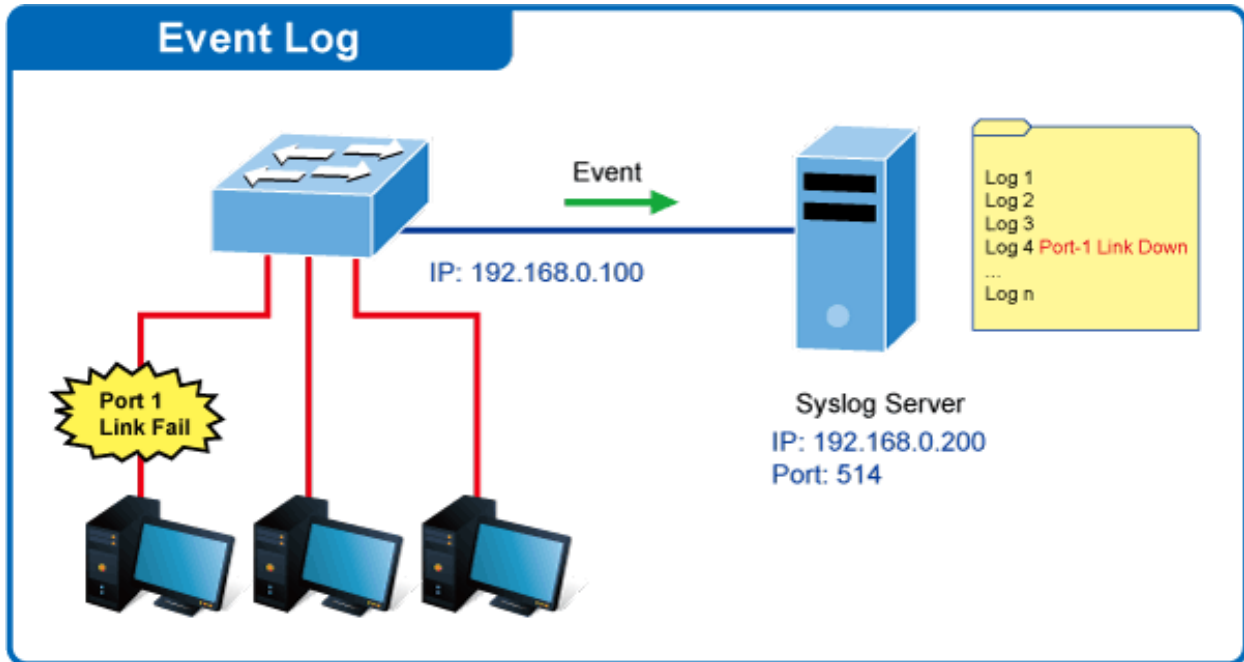 Event Log
Event
IP: 192.168.0.100
Port 1
Link Fail
Log 1
Log 2
Log 3
Log 4 Port-1 Link Down
...
Log n
Syslog Server
IP: 192.168.0.200
Port: 514